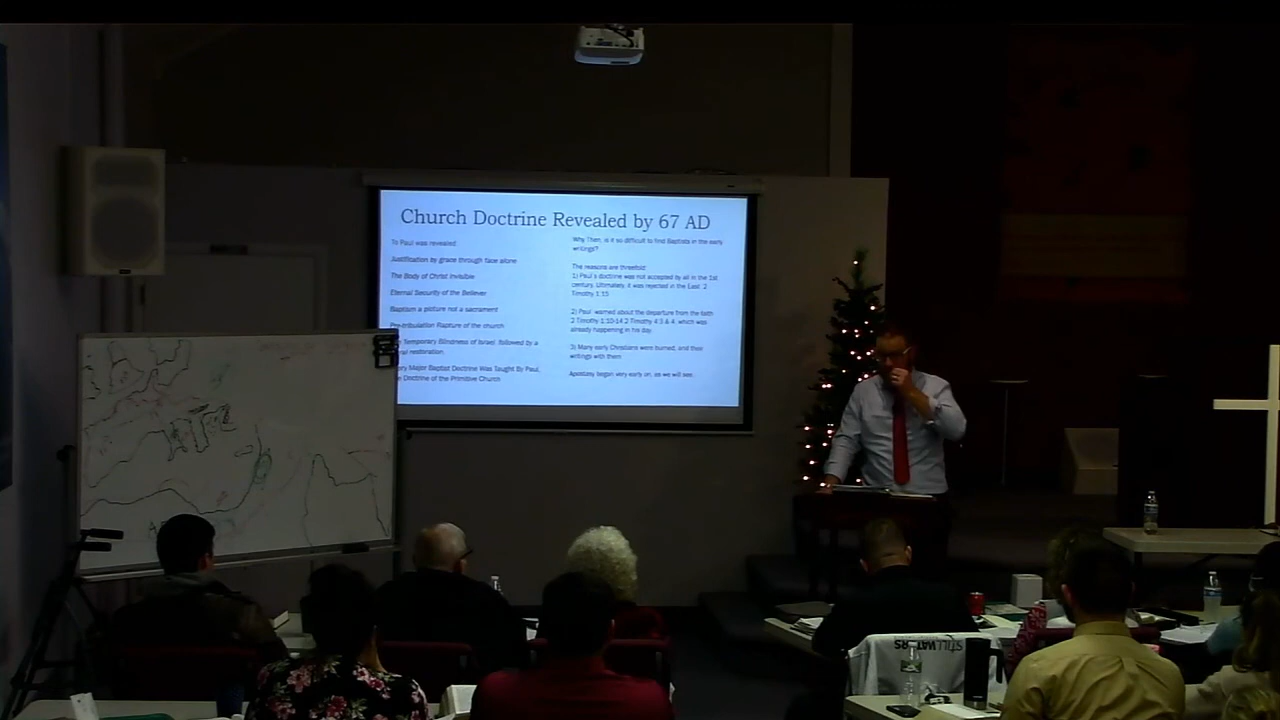 Church Doctrine Revealed by 67 AD
To Paul was revealed:
Justification by grace through face alone
The Body of Christ Invisible
Eternal Security of the Believer
Baptism a picture not a sacrament
Pre-tribulation Rapture of the church
Temporary Blindness of Israel, followed by a
restoration.
Major Baptist Doctrine Was Taught By Paul,
Doctrine of the Primitive Church
Why Then, is it so difficult to find Baptists in the early
writings?
The reasons are threefold:
1) Paul's doctrine was not accepted by all in the 1st
century. Ultimately, it was rejected in the East. 2
Timothy 1:15
2) Paul warned about the departure from the faith
2 Timothy 1:10-14 2 Timothy 4:3 & 4, which was
already happening in his day.
3) Many early Christians were burned, and their
writings with them
Apostasy began very early on, as we will see.
STILLWATERS